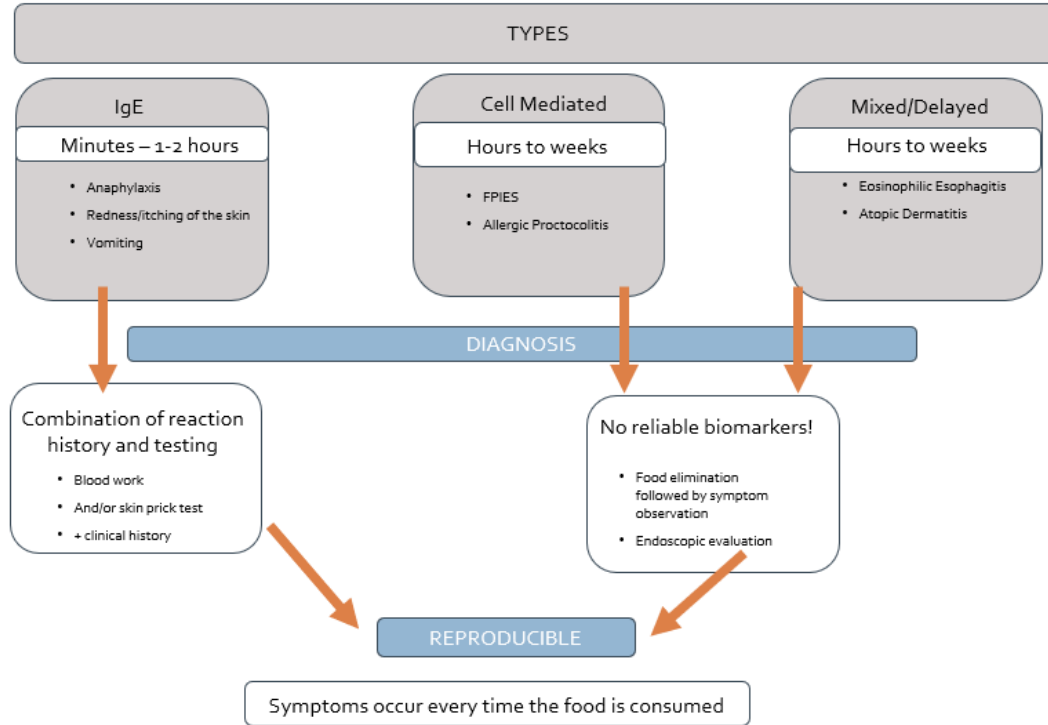 TYPES
IgE
Minutes – 1-2 hours
• Anaphylaxis
• Redness/itching of the skin
• Vomiting
Cell Mediated
Hours to weeks
• FPIES
• Allergic Proctocolitis
Mixed/Delayed
Hours to weeks
• Eosinophilic Esophagitis
• Atopic Dermatitis
DIAGNOSIS
Combination of reaction
history and testing
• Blood work
• And/or skin prick test
• + clinical history
No reliable biomarkers!
• Food elimination
followed by symptom
observation
• Endoscopic evaluation
REPRODUCIBLE
Symptoms occur every time the food is consumed